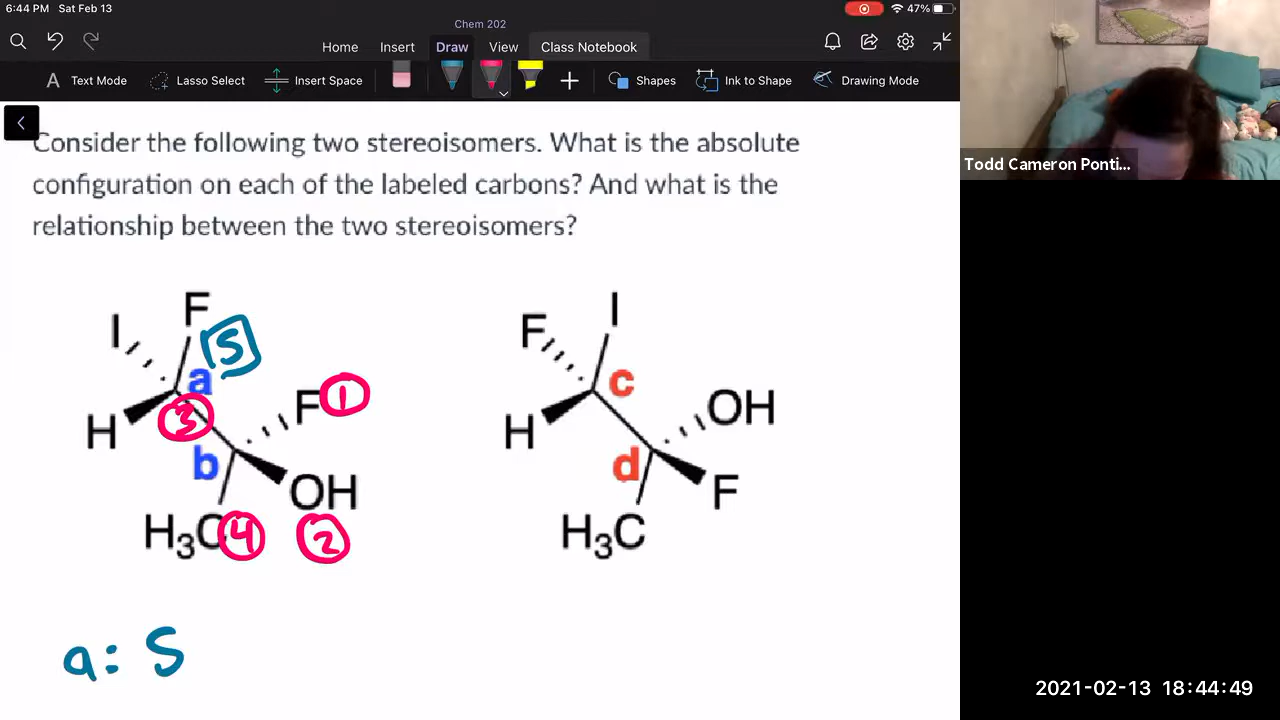 6:44 PM Sat Feb 13
47%
Chem 202
Home Insert Draw View Class Notebook
A Text Mode Lasso Select Insert Space Shapes Ink to Shape Drawing Mode
Todd Cameron Ponti...
Consider the following two stereoisomers. What is the absolute
configuration on each of the labeled carbons? And what is the
relationship between the two stereoisomers?
I F S
a
H 3 F 1
b
OH
H3C 4 2
F I
c
H OH
d
F
H3C
a: S
2021-02-13 18:44:49